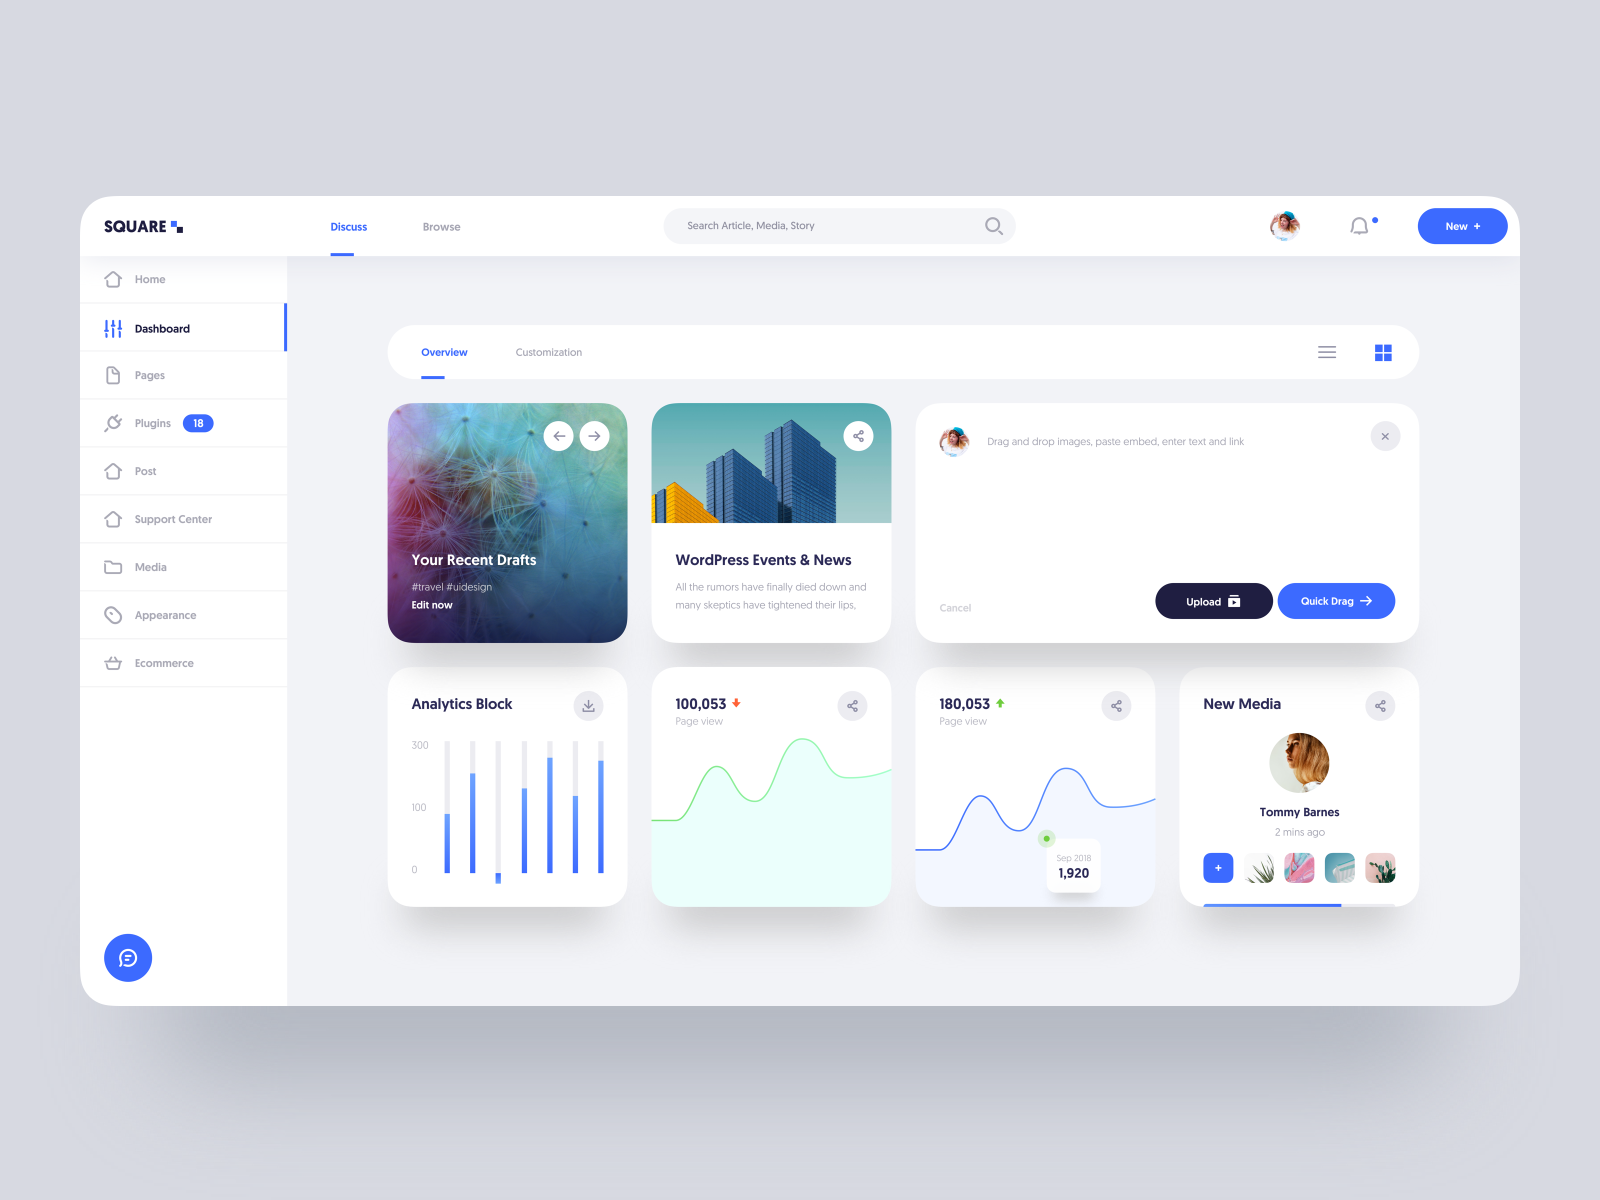 SQUARE
Discuss
Browse
Search Article, Media, Story
New +
Home
Dashboard
Pages
Plugins 18
Post
Support Center
Media
Appearance
Ecommerce
Overview
Customization
Your Recent Drafts
#travel #uidesign
Edit now
WordPress Events & News
All the rumors have finally died down and
many skeptics have tightened their lips,
Drag and drop images, paste embed, enter text and link
Cancel
Upload
Quick Drag
Analytics Block
300
100
0
100,053
Page view
180,053
Page view
Sep 2018
1,920
New Media
Tommy Barnes
2 mins ago
+